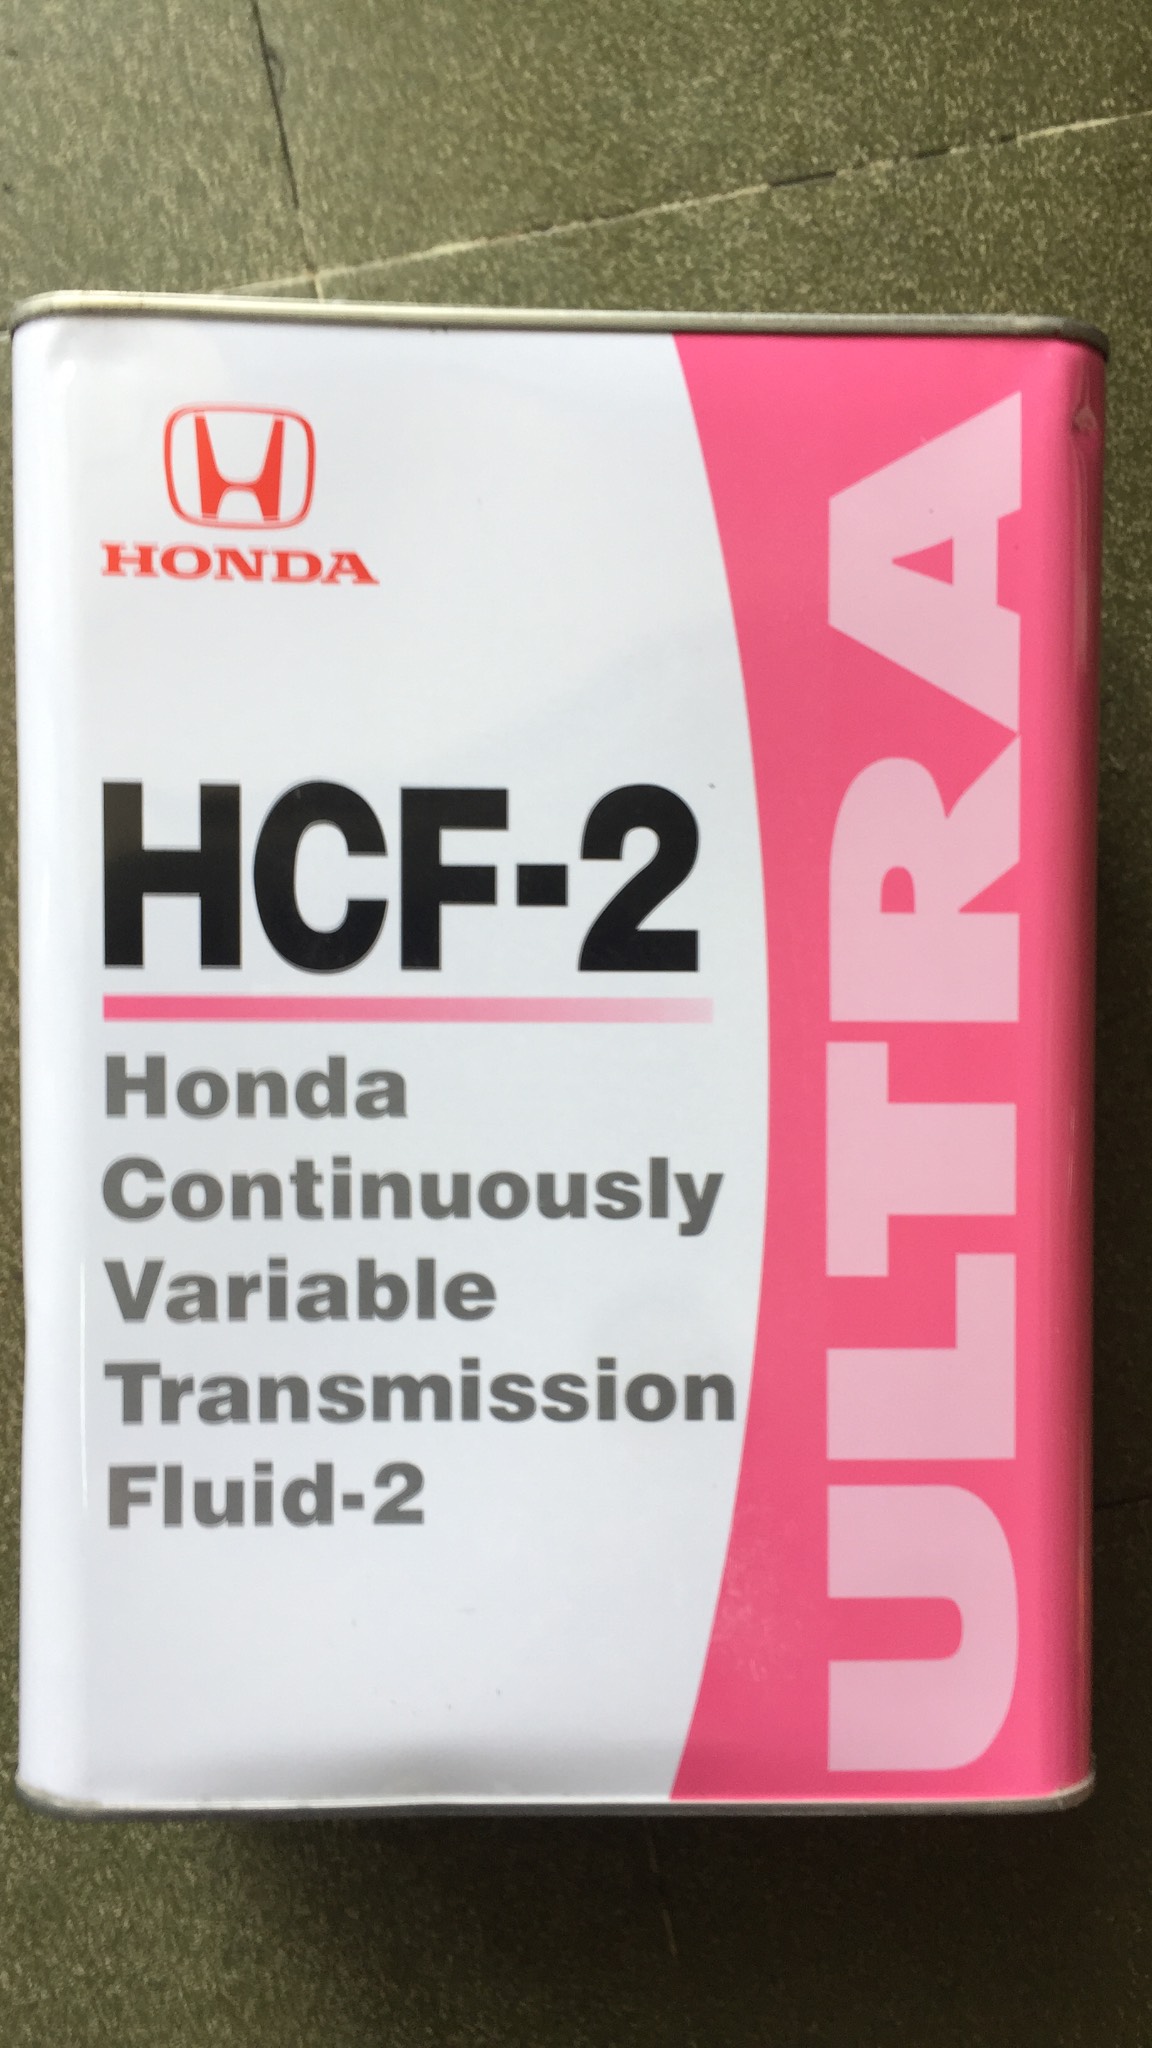 HONDA
HCF-2
Honda
Continuously
Variable
Transmission
Fluid-2
ULTRA